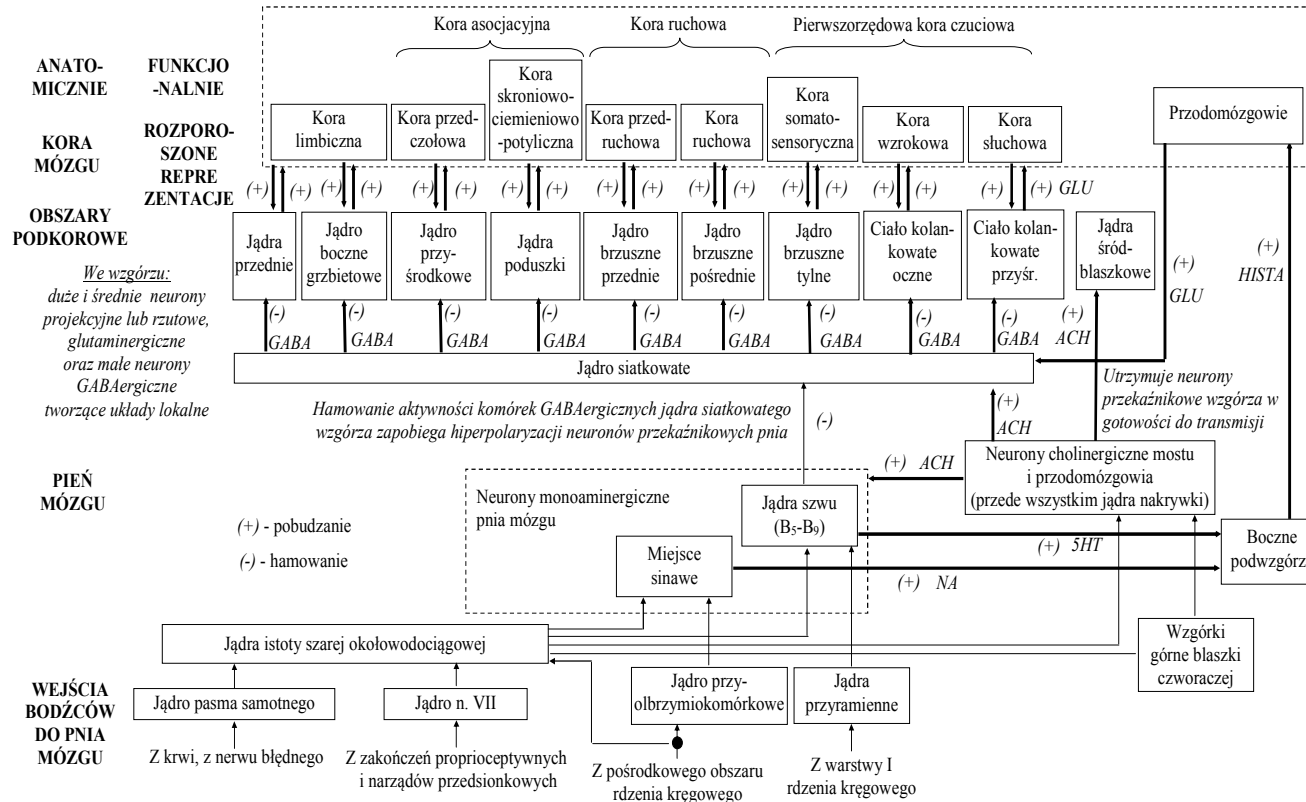 Kora asocjacyjna
Kora ruchowa
Pierwszorzędowa kora czuciowa
ANATO-
MICZNIE
FUNKCJO
-NALNIE
KORA
MÓZGU
ROZPORO-
SZONE
REPRE
ZENTACJE
Kora
limbiczna
Kora przed-
czołowa
Kora
skroniowo-
ciemieniowo
-potyliczna
Kora przed-
ruchowa
Kora
ruchowa
Kora
somato-
sensoryczna
Kora
wzrokowa
Kora
słuchowa
Przodomózgowie
(+) (+) (+) (+) (+) (+) (+) (+) (+) (+) (+) (+) (+) (+) (+) (+) (+) (+) GLU
OBSZARY
PODKOROWE
Jądra
przednie
Jądro
boczne
grzbietowe
Jądro
przy-
środkowe
Jądra
poduszki
Jądro
brzuszne
przednie
Jądro
brzuszne
pośrednie
Jądro
brzuszne
tylne
Ciało kolan-
kowate
oczne
Ciało kolan-
kowate
przyśr.
Jądra
śród-
blaszkowe
(+)
GLU
(+)
HISTA
We wzgórzu:
duże i średnie neurony
projekcyjne lub rzutowe,
glutaminergiczne
oraz małe neurony
GABAergiczne
tworzące układy lokalne
(-) (-) (-) (-) (-) (-) (-) (-) (-) (+)
GABA GABA GABA GABA GABA GABA GABA GABA GABA ACH
Jądro siatkowate
Hamowanie aktywności komórek GABAergicznych jądra siatkowatego
wzgórza zapobiega hiperpolaryzacji neuronów przekaźnikowych pnia
(-)
(+)
ACH
Utrzymuje neurony
przekaźnikowe wzgórza w
gotowości do transmisji
PIEŃ
MÓZGU
Neurony monoaminergiczne
pnia mózgu
Jądra szwu
(B5-B9)
(+) ACH
Neurony cholinergiczne mostu
i przodomózgowia
(przede wszystkim jądra nakrywki)
(+) - pobudzanie
(-) - hamowanie
Miejsce
sinawe
(+) 5HT
(+) NA
Boczne
podwzgórz
Jądra istoty szarej okołowodociągowej
Wzgórki
górne blaszki
czworaczej
WEJŚCIA
BODŹCÓW
DO PNIA
MÓZGU
Jądro pasma samotnego
Jądro n. VII
Jądro przy-
olbrzymiokomórkowe
Jądra
przyramienne
Z krwi, z nerwu błędnego
Z zakończeń proprioceptywnych
i narządów przedsionkowych
Z pośrodkowego obszaru
rdzenia kręgowego
Z warstwy I
rdzenia kręgowego